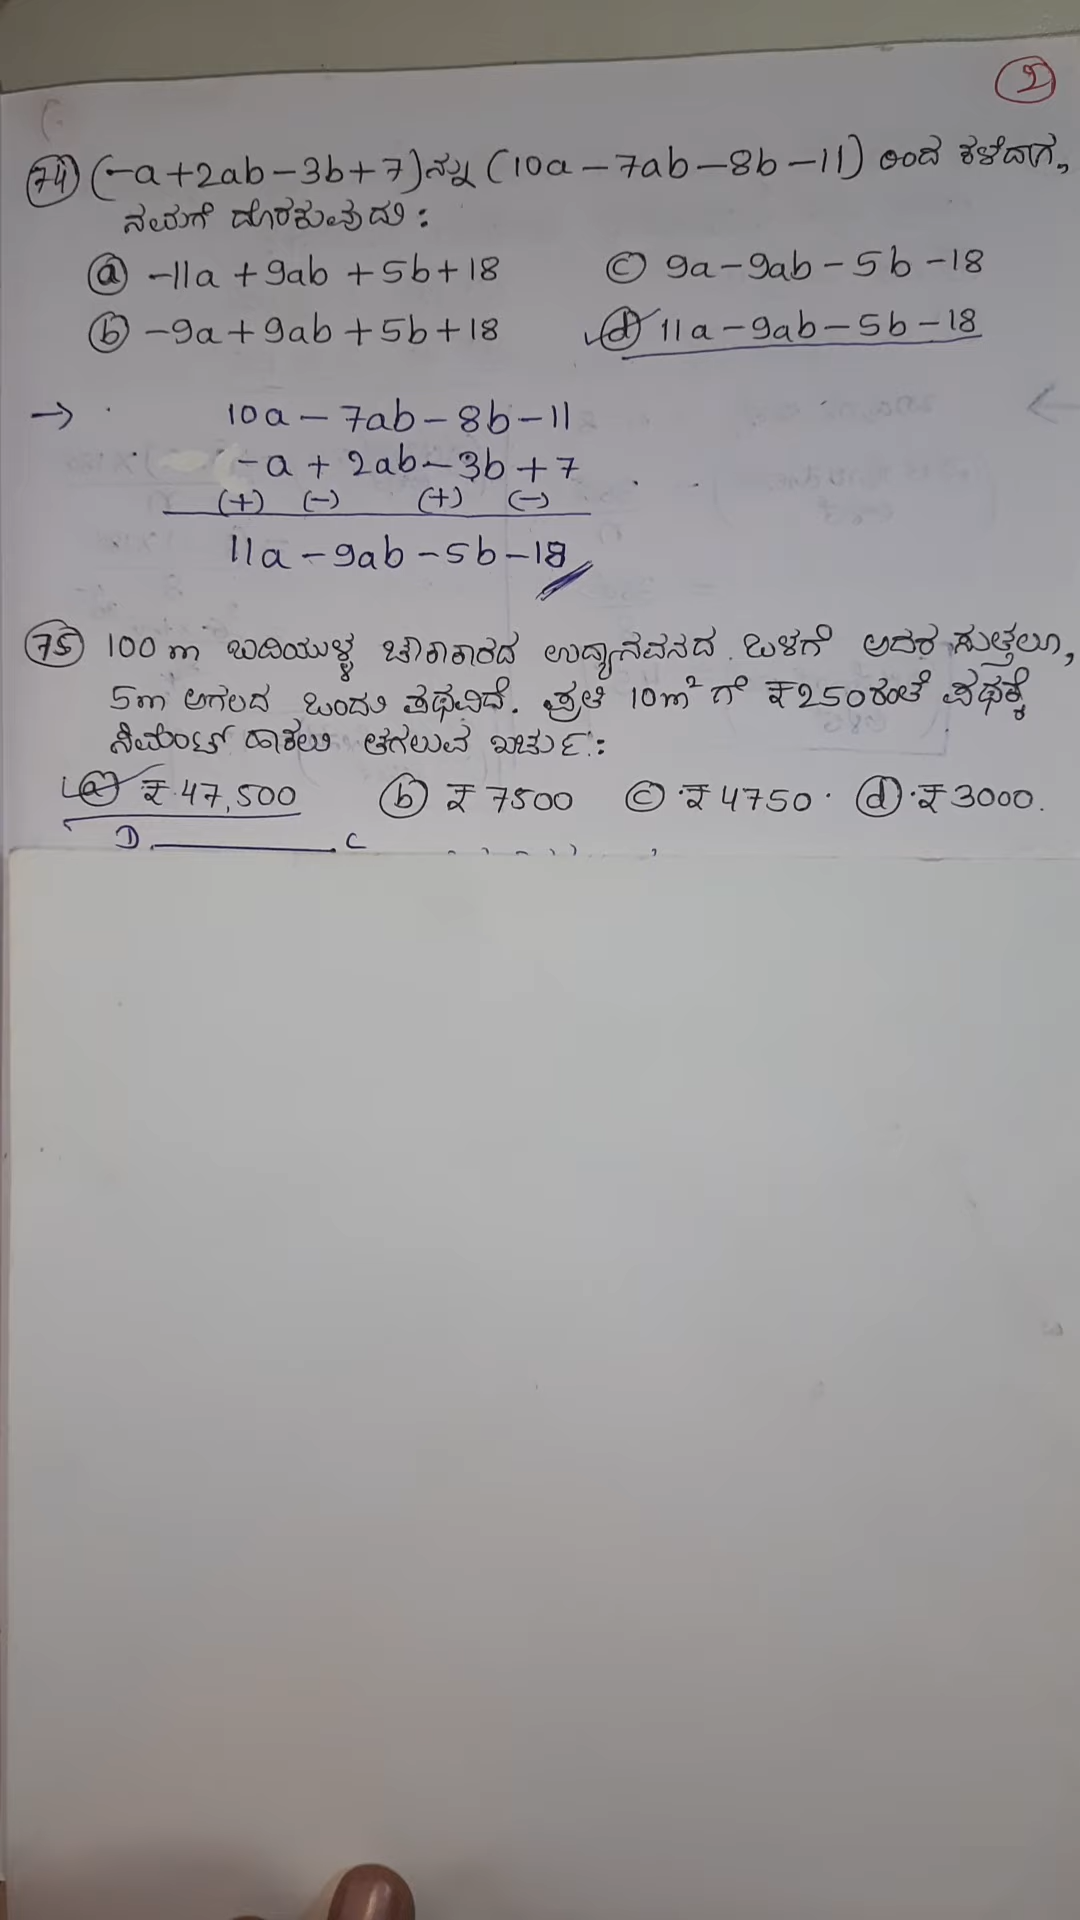 2
74 (-a+2ab-3b+7)ನ್ನು (10a-7ab-8b-11) ರಿಂದ ಕಳೆದಾಗ,
ನಮಗೆ ದೊರಕುವುದು :
a -11a + 9ab + 5b+18 c 9a-9ab-5b-18
b -9a+9ab+5b+18 d 11a-9ab-5b-18
→ 10a-7ab-8b-11
-a + 2ab-3b+7
(+) (-) (+) (-)
11a-9ab-5b-18
75 100m ಬದಿಯುಳ್ಳ ಚೌಕಾಕಾರದ ಉದ್ಯಾನವನದ ಒಳಗೆ ಅದರ ಸುತ್ತಲೂ,
5m ಅಗಲದ ಒಂದು ಪಥವಿದೆ. ಪ್ರತಿ 10m² ಗೆ ₹250ರಂತೆ ಪಥಕ್ಕೆ
ಸಿಮೆಂಟ್ ಹಾಕಲು ತಗಲುವ ಖರ್ಚು :
a ₹47,500 b ₹7500 c ₹4750 d ₹3000.
D C